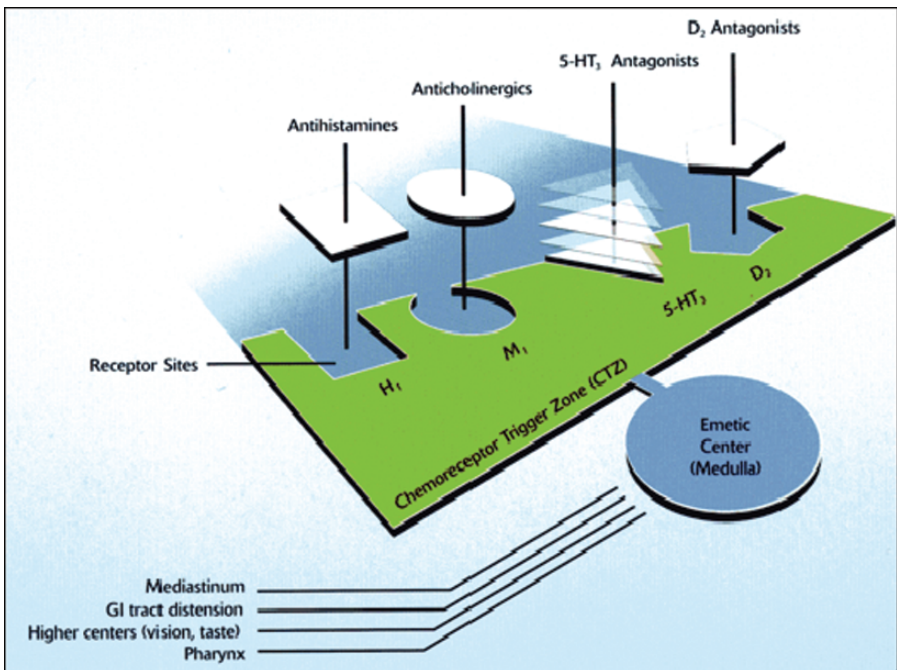 D₂ Antagonists
5-HT₃ Antagonists
Anticholinergics
Antihistamines
Receptor Sites
H₁
M₁
5-HT₃
D₂
Chemoreceptor Trigger Zone (CTZ)
Emetic
Center
(Medulla)
Mediastinum
GI tract distension
Higher centers (vision, taste)
Pharynx